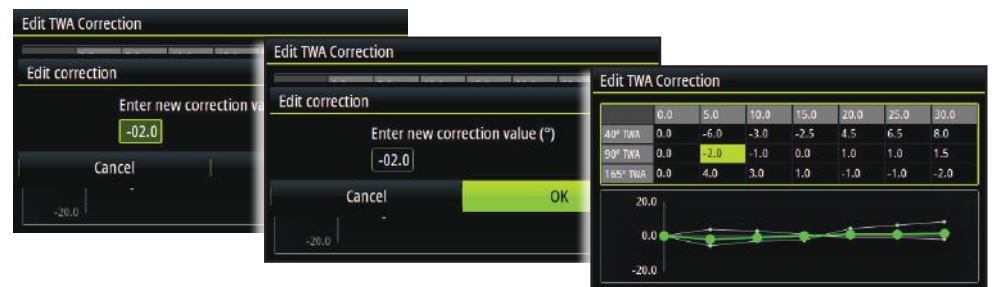 Edit TWA Correction
Edit correction
Enter new correction va
-02.0
Cancel
-20.0
Edit TWA Correction
Edit correction
Enter new correction value (°)
-02.0
Cancel OK
-20.0
Edit TWA Correction
0.0 5.0 10.0 15.0 20.0 25.0 30.0
40° TWA 0.0 -6.0 -3.0 -2.5 4.5 6.5 8.0
90° TWA 0.0 -2.0 -1.0 0.0 1.0 1.0 1.5
165° TWA 0.0 4.0 3.0 1.0 -1.0 -1.0 -2.0
20.0
0.0
-20.0